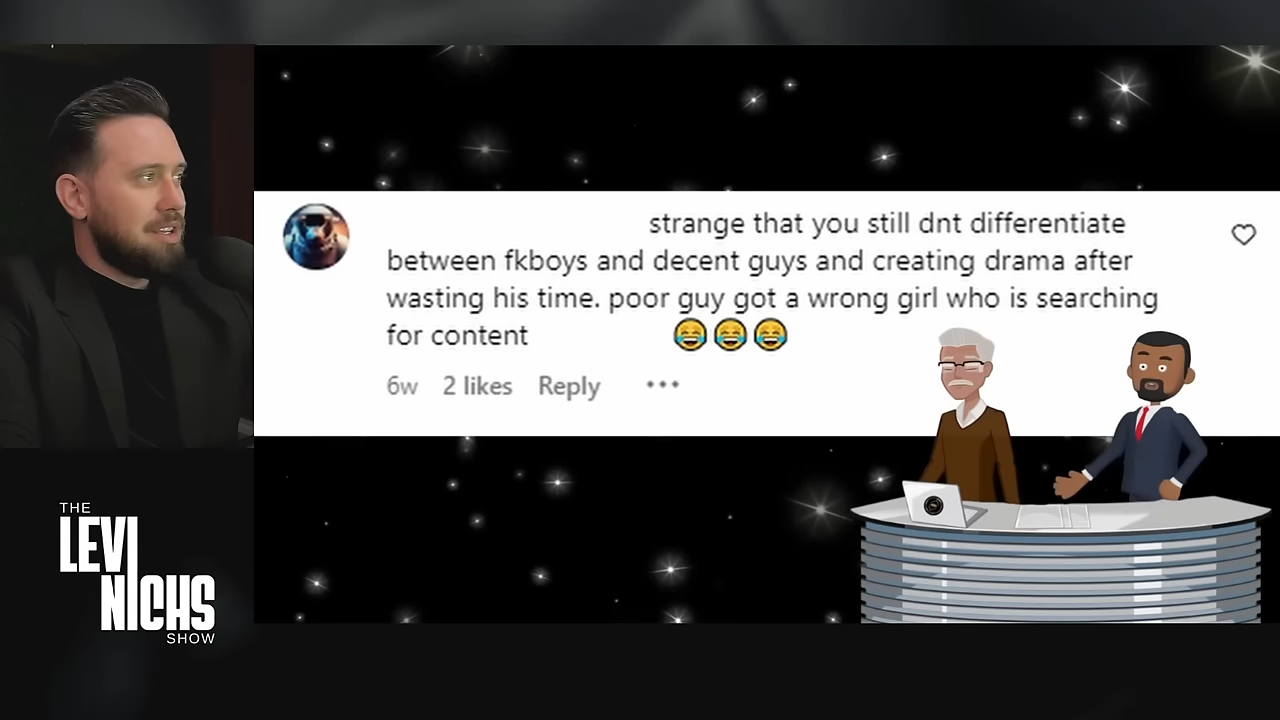 strange that you still dnt differentiate
between fkboys and decent guys and creating drama after
wasting his time. poor guy got a wrong girl who is searching
for content 😂😂😂
6w 2 likes Reply •••
THE
LEVI
NICHS
SHOW